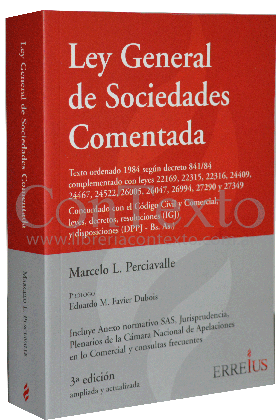 Ley General
de Sociedades
Comentada
Texto ordenado 1984 según decreto 841/84
complementado con leyes 22169, 22315, 22316, 24409,
24467, 24522, 26005, 26047, 26994, 27290 y 27349
Concordado con el Código Civil y Comercial,
leyes, decretos, resoluciones (IGJ)
y disposiciones (DPPJ - Bs. As.)
Contexto
www.libreriacontexto.com
Marcelo L. Perciavalle
Prólogo
Eduardo M. Favier Dubois
Incluye Anexo normativo SAS. Jurisprudencia,
Plenarios de la Cámara Nacional de Apelaciones
en lo Comercial y consultas frecuentes
3ª edición
ampliada y actualizada
ERREIUS
Ley General de Sociedades Comentada
Marcelo L. Perciavalle